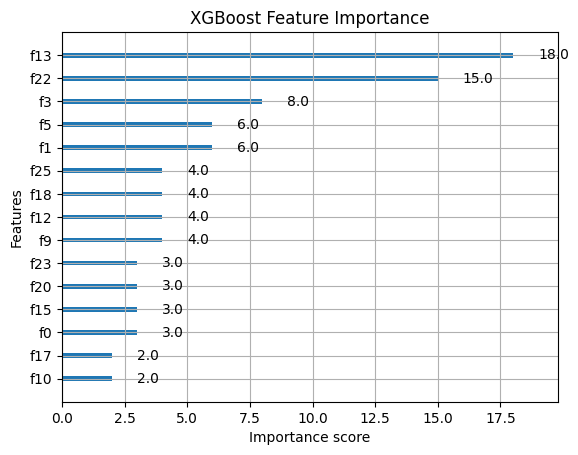 XGBoost Feature Importance
f13 18.0
f22 15.0
f3 8.0
f5 6.0
f1 6.0
f25 4.0
f18 4.0
f12 4.0
f9 4.0
f23 3.0
f20 3.0
f15 3.0
f0 3.0
f17 2.0
f10 2.0
Features
0.0 2.5 5.0 7.5 10.0 12.5 15.0 17.5
Importance score